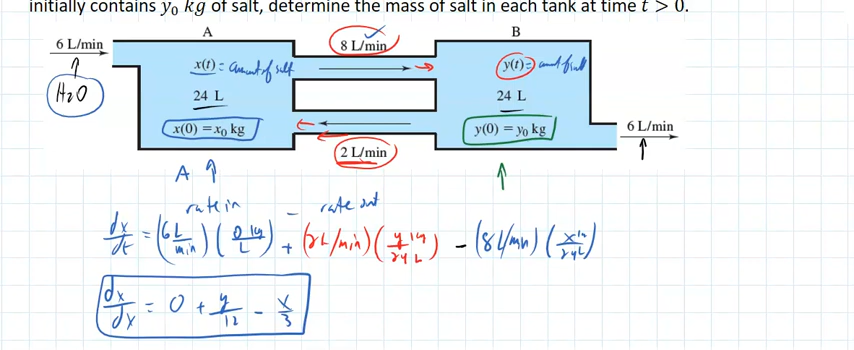 initially contains y₀ kg of salt, determine the mass of salt in each tank at time t > 0.
A
B
6 L/min
8 L/min
x(t) = amount of salt
y(t) =
H₂O
24 L
24 L
x(0) = x₀ kg
y(0) = y₀ kg
6 L/min
2 L/min
A
rate in - rate out
dx/dt = (6 L/min)(0 kg/L) + (2 L/min)(y kg/24 L) - (8 L/min)(x kg/24 L)
dx/dx = 0 + y/12 - x/3